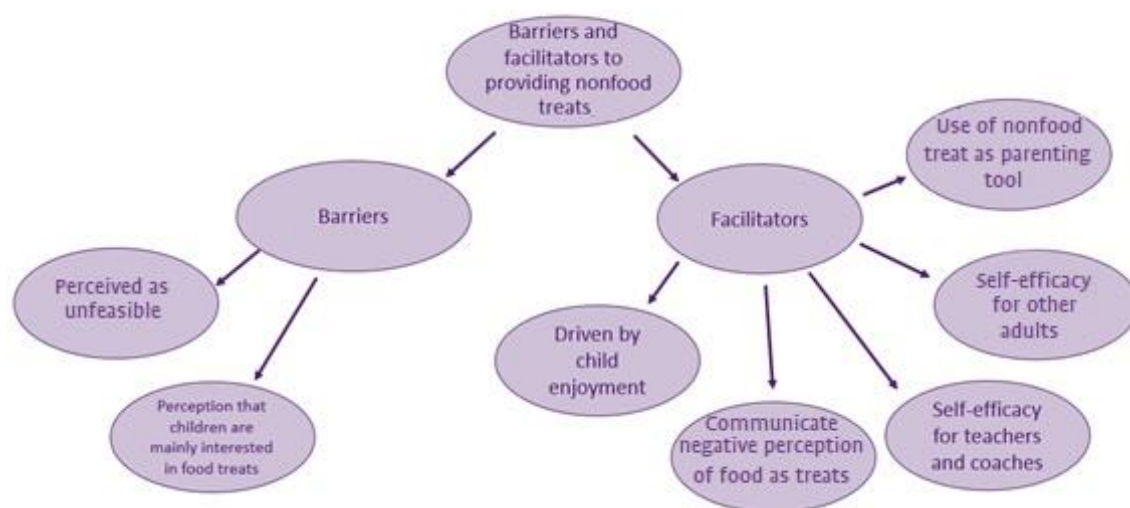 Barriers and
facilitators to
providing nonfood
treats
Barriers
Facilitators
Perceived as
unfeasible
Perception that
children are
mainly interested
in food treats
Driven by
child
enjoyment
Communicate
negative perception
of food as treats
Self-efficacy
for teachers
and coaches
Self-efficacy
for other
adults
Use of nonfood
treat as parenting
tool